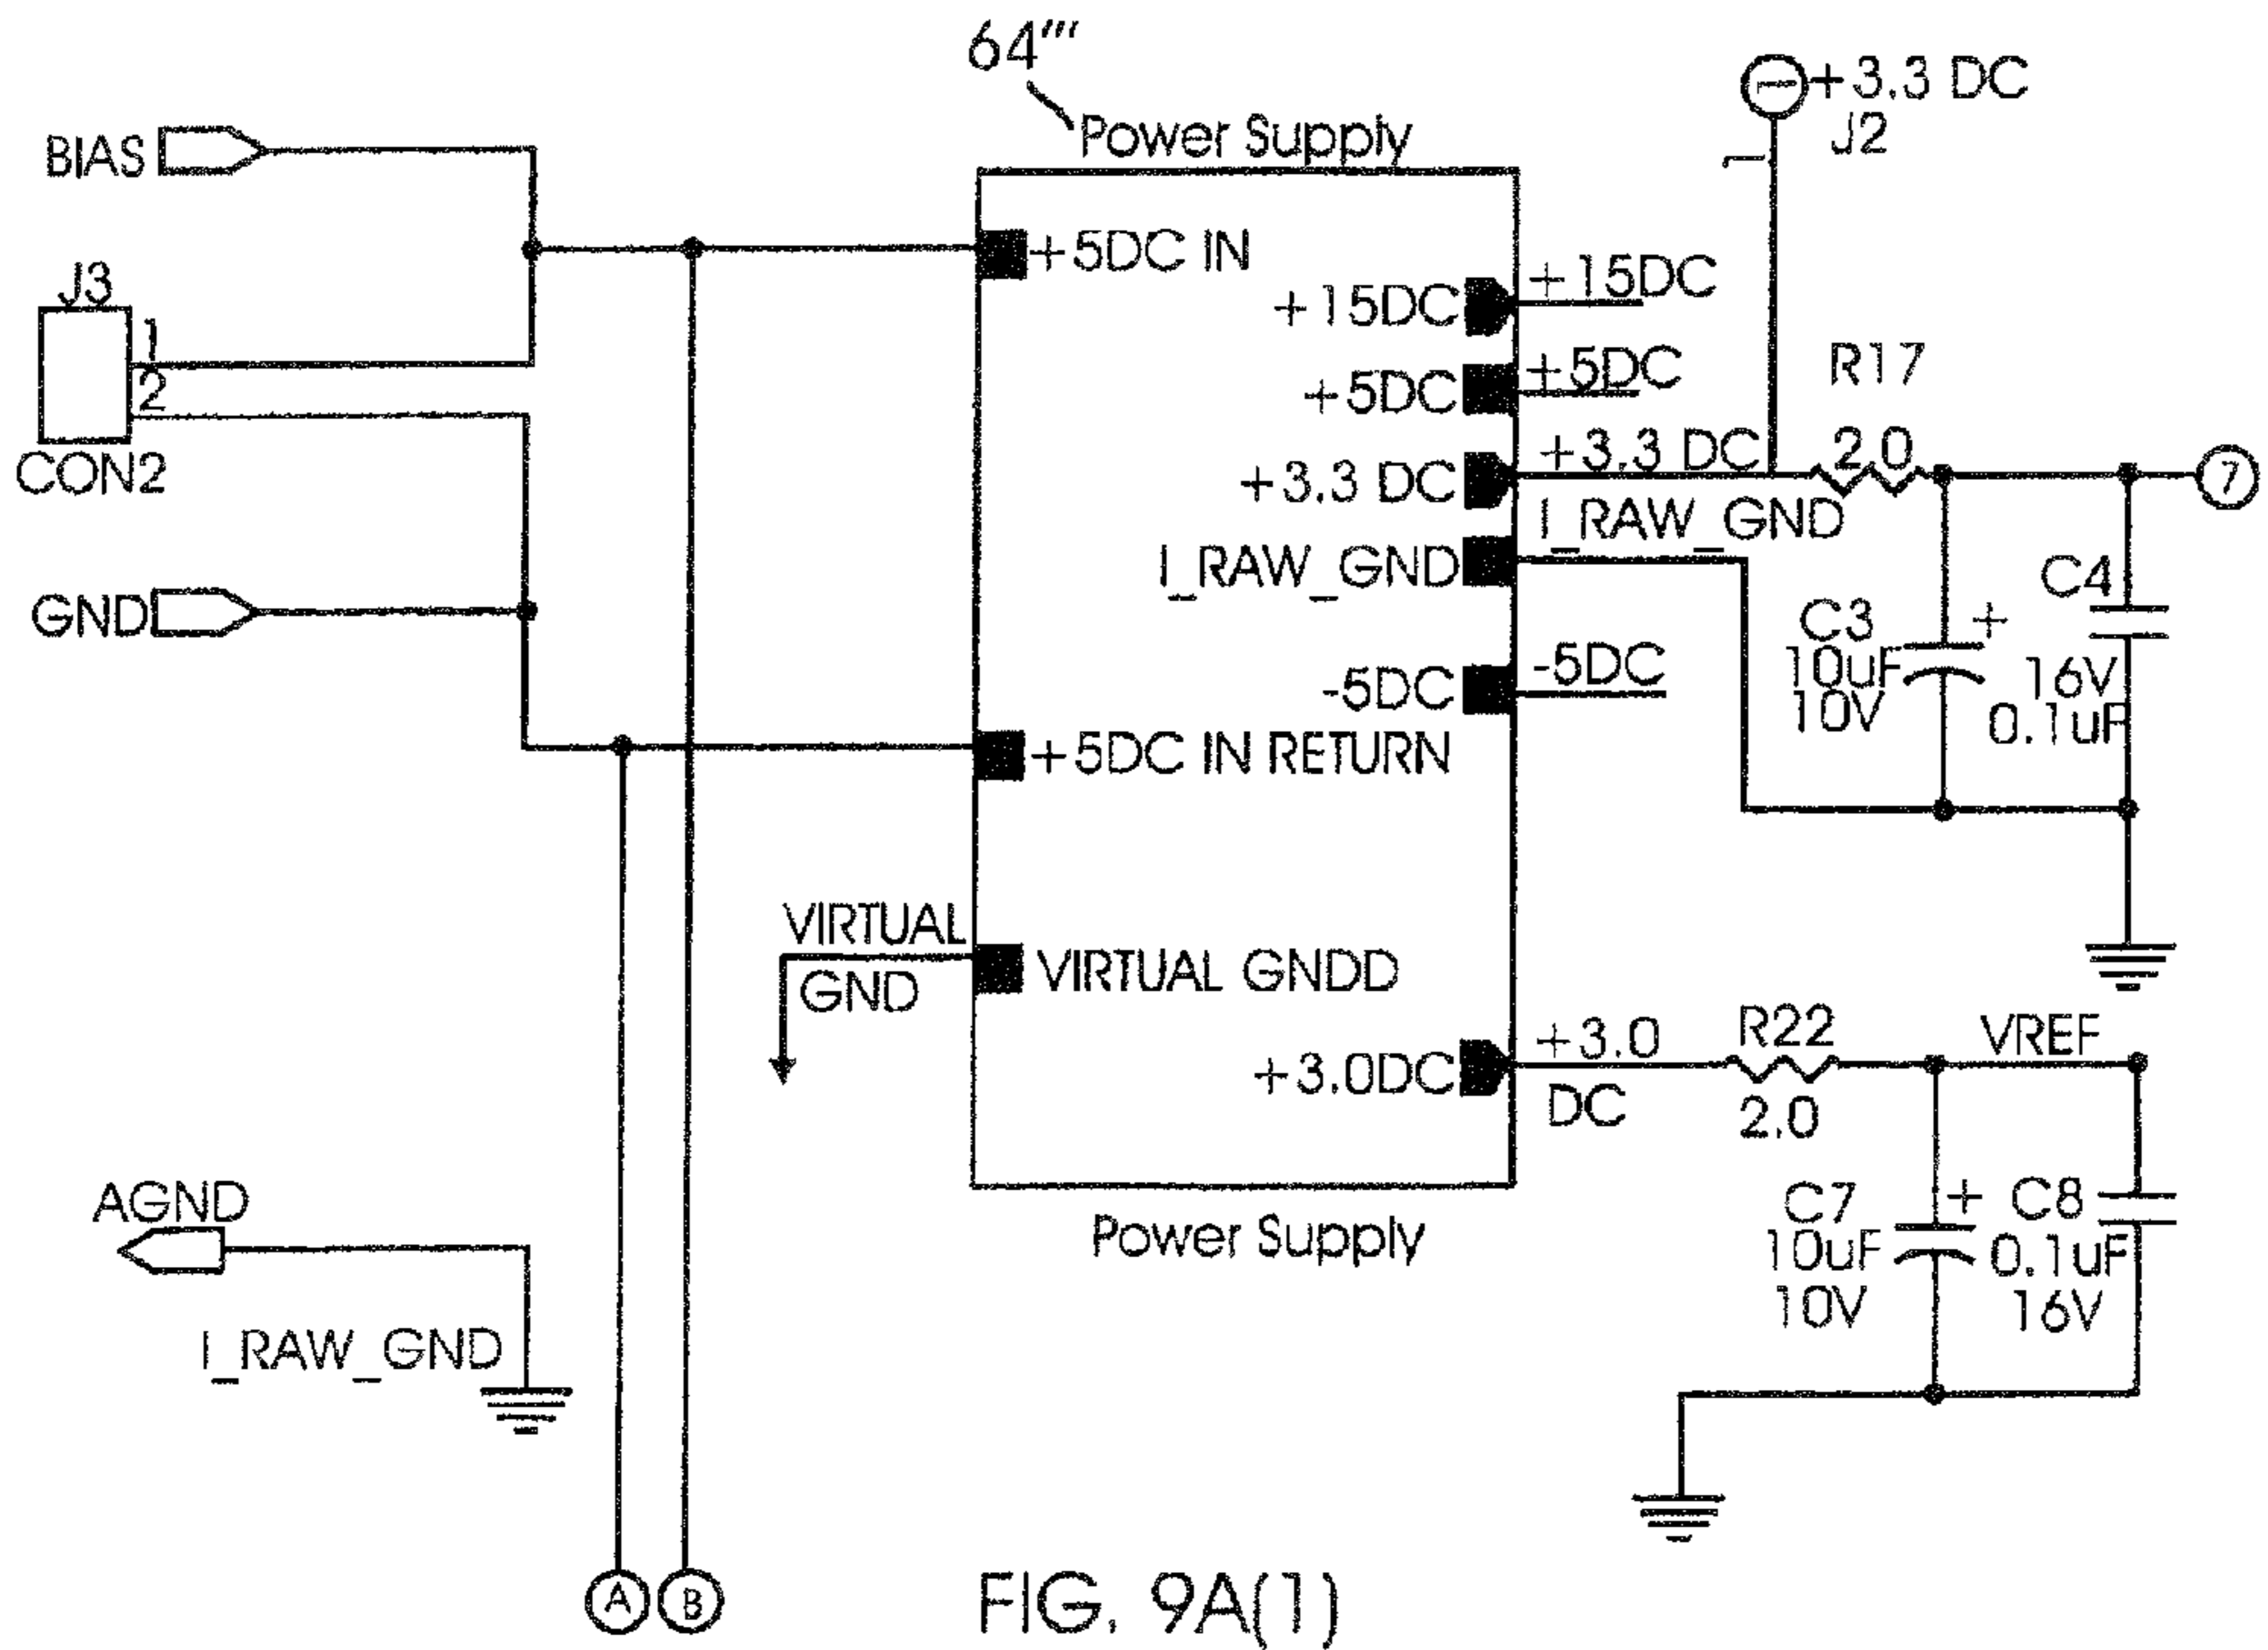 64'''
Power Supply
+3.3 DC
J2
1
BIAS
+5DC IN
J3
1
2
CON2
+15DC
+15DC
+5DC
+5DC
R17
2.0
+3.3 DC
+3.3 DC
7
I_RAW_GND
I_RAW_GND
GND
C3
10uF
10V
+
C4
16V
0.1uF
-5DC
-5DC
+5DC IN RETURN
VIRTUAL
GND
VIRTUAL GNDD
+3.0DC
+3.0
DC
R22
2.0
VREF
C7
10uF
10V
+
C8
0.1uF
16V
Power Supply
AGND
I_RAW_GND
A
B
FIG. 9A(1)